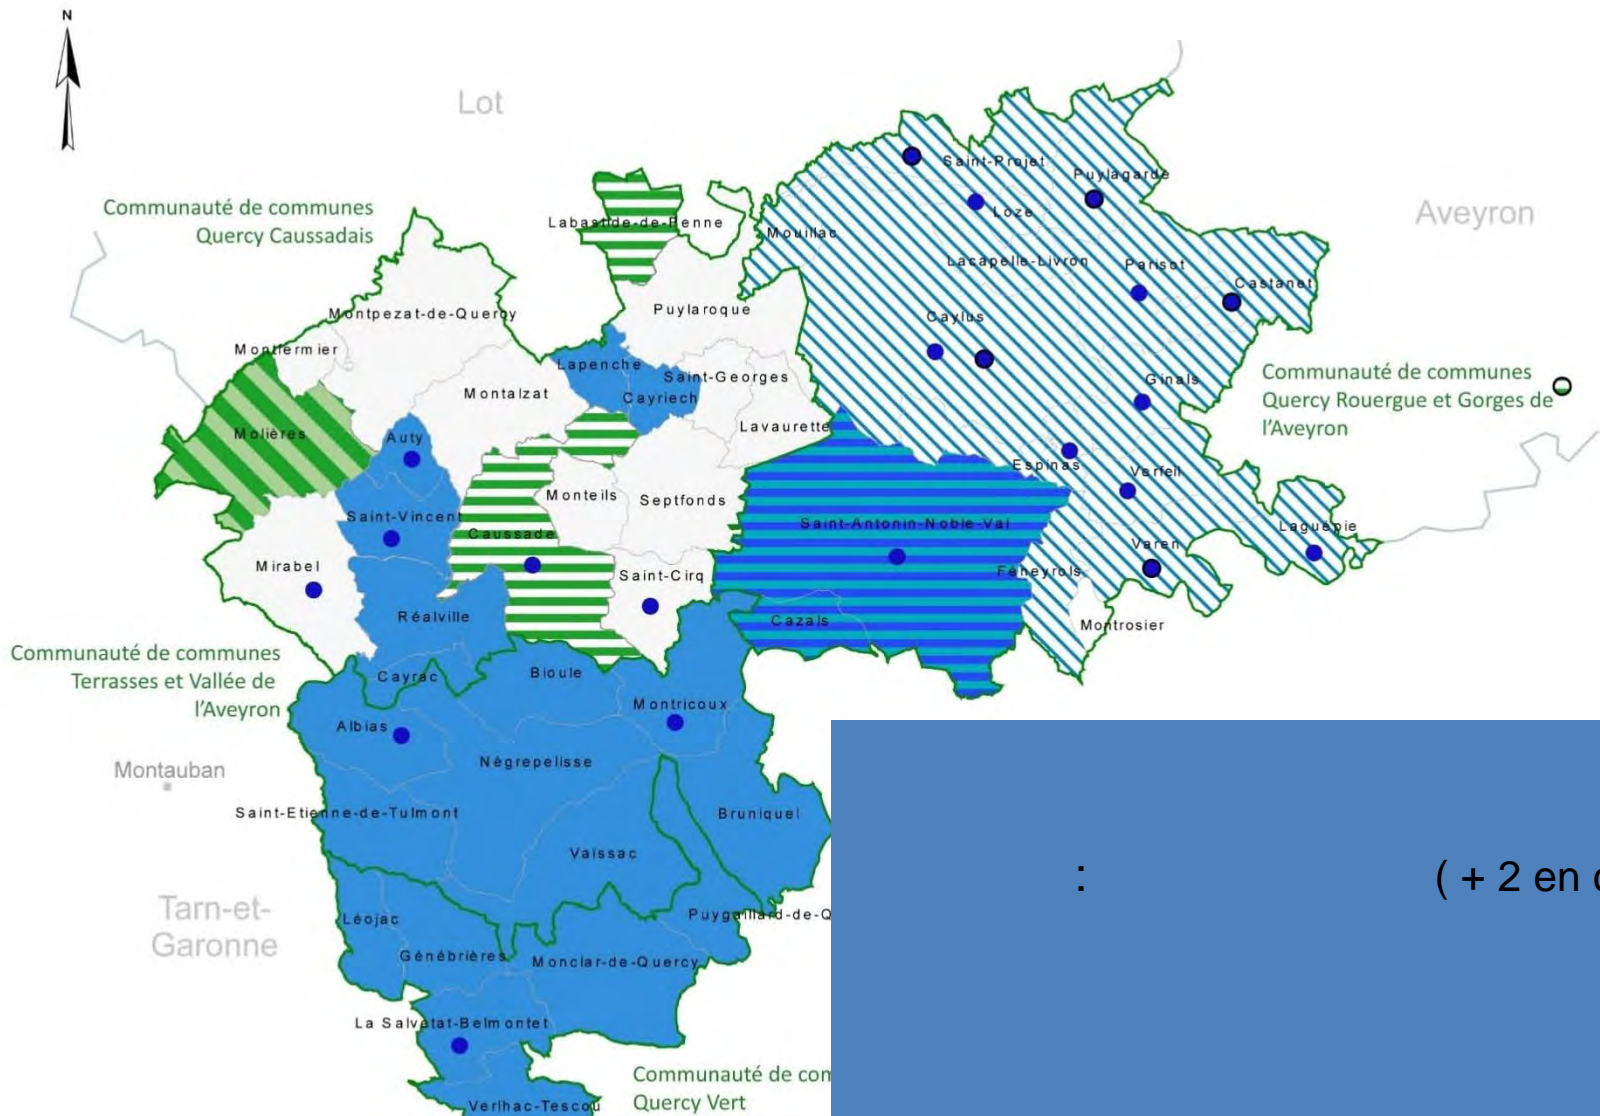 N
Lot
Saint-Projet
Puylagarde
Communauté de communes
Quercy Caussadais
Labastide-de-Penne
Loze
Aveyron
Mouillac
Lacapelle-Livron
Parisot
Castanet
Montpezat-de-Quercy
Puylaroque
Caylus
Montfermier
Lapenche
Saint-Georges
Ginals
Communauté de communes
Quercy Rouergue et Gorges de
l'Aveyron
Montalzat
Cayriech
Molières
Auty
Lavaurette
Espinas
Verfeil
Monteils
Septfonds
Saint-Vincent
Caussade
Saint-Antonin-Noble-Val
Laguépie
Varen
Mirabel
Saint-Cirq
Féneyrols
Réalville
Cazals
Montrosier
Communauté de communes
Terrasses et Vallée de
l'Aveyron
Cayrac
Bioule
Montricoux
Albias
Nègrepelisse
Montauban
Saint-Etienne-de-Tulmont
Bruniquel
Vaïssac
: ( + 2 en
Tarn-et-
Garonne
Léojac
Puygaillard-de-Q
Génébrières
Monclar-de-Quercy
La Salvetat-Belmontet
Communauté de com
Quercy Vert
Verlhac-Tescou